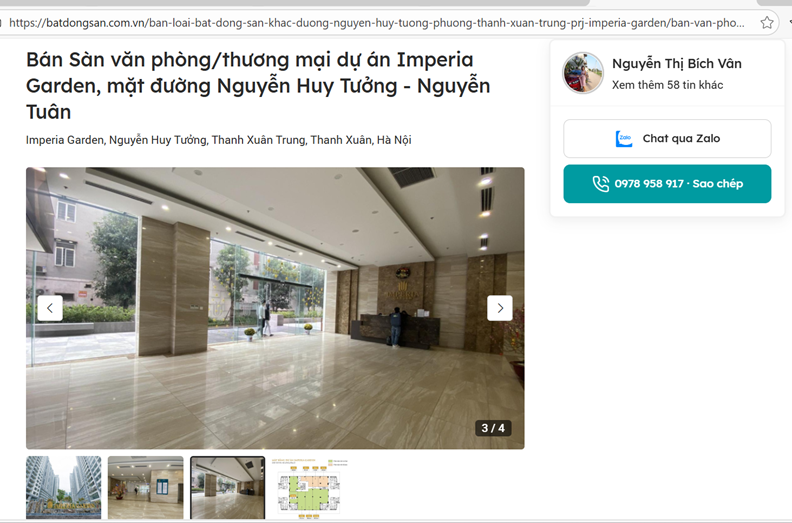 https://batdongsan.com.vn/ban-loai-bat-dong-san-khac-duong-nguyen-huy-tuong-phuong-thanh-xuan-trung-prj-imperia-garden/ban-van-pho...
Bán Sàn văn phòng/thương mại dự án Imperia
Garden, mặt đường Nguyễn Huy Tưởng - Nguyễn
Tuân
Imperia Garden, Nguyễn Huy Tưởng, Thanh Xuân Trung, Thanh Xuân, Hà Nội
3 / 4
Nguyễn Thị Bích Vân
Xem thêm 58 tin khác
Zalo
Chat qua Zalo
0978 958 917 · Sao chép